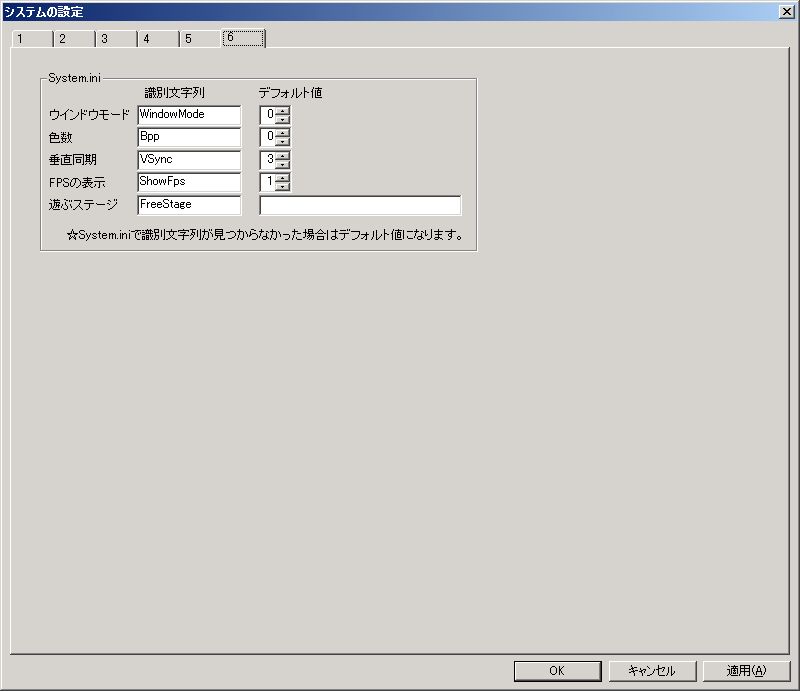 システムの設定
1 2 3 4 5 6
System.ini
識別文字列 デフォルト値
ウインドウモード WindowMode 0
色数 Bpp 0
垂直同期 VSync 3
FPSの表示 ShowFps 1
遊ぶステージ FreeStage
☆System.iniで識別文字列が見つからなかった場合はデフォルト値になります。
OK キャンセル 適用(A)